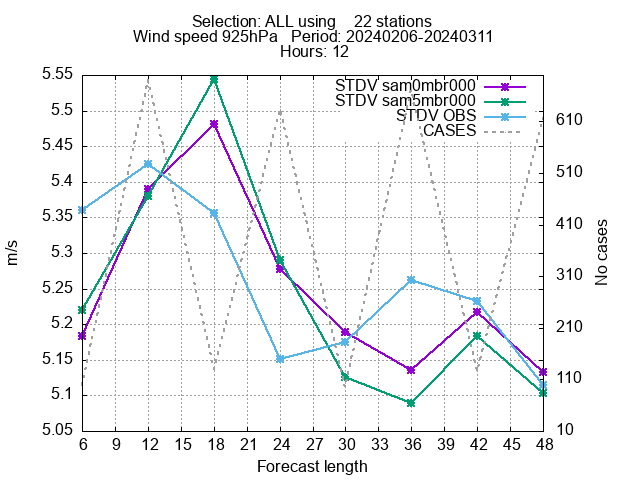 Selection: ALL using    22 stations
Wind speed 925hPa   Period: 20240206-20240311
Hours: 12
STDV sam0mbr000
STDV sam5mbr000
STDV OBS
CASES
5.55
5.5
5.45
5.4
5.35
5.3
5.25
5.2
5.15
5.1
5.05
m/s
610
510
410
310
210
110
10
No cases
6 9 12 15 18 21 24 27 30 33 36 39 42 45 48
Forecast length